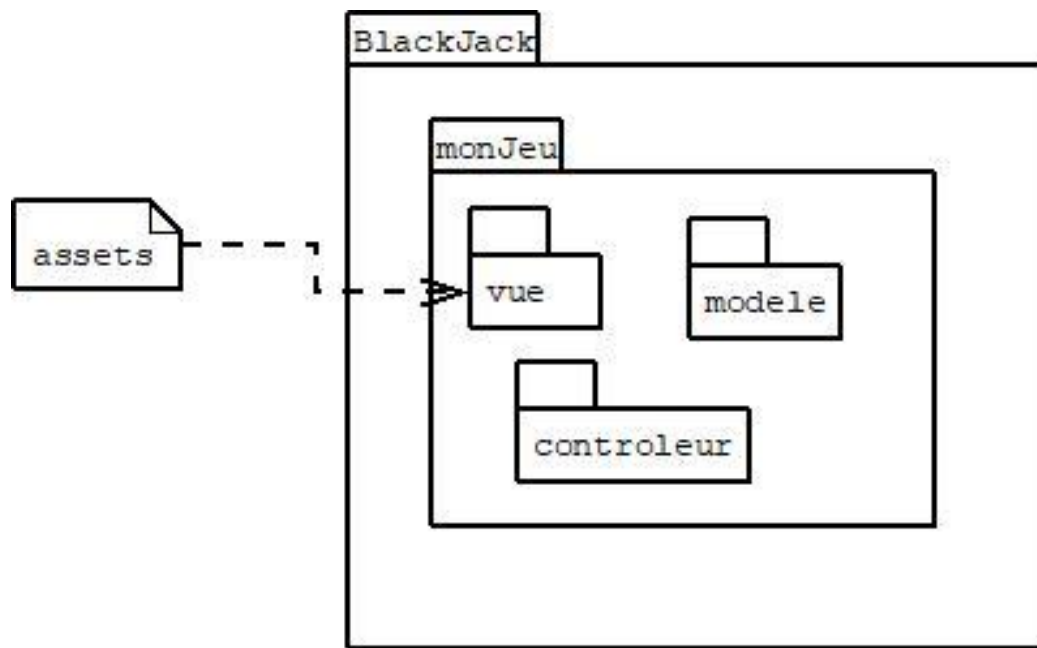 BlackJack
monJeu
assets
vue
modele
controleur